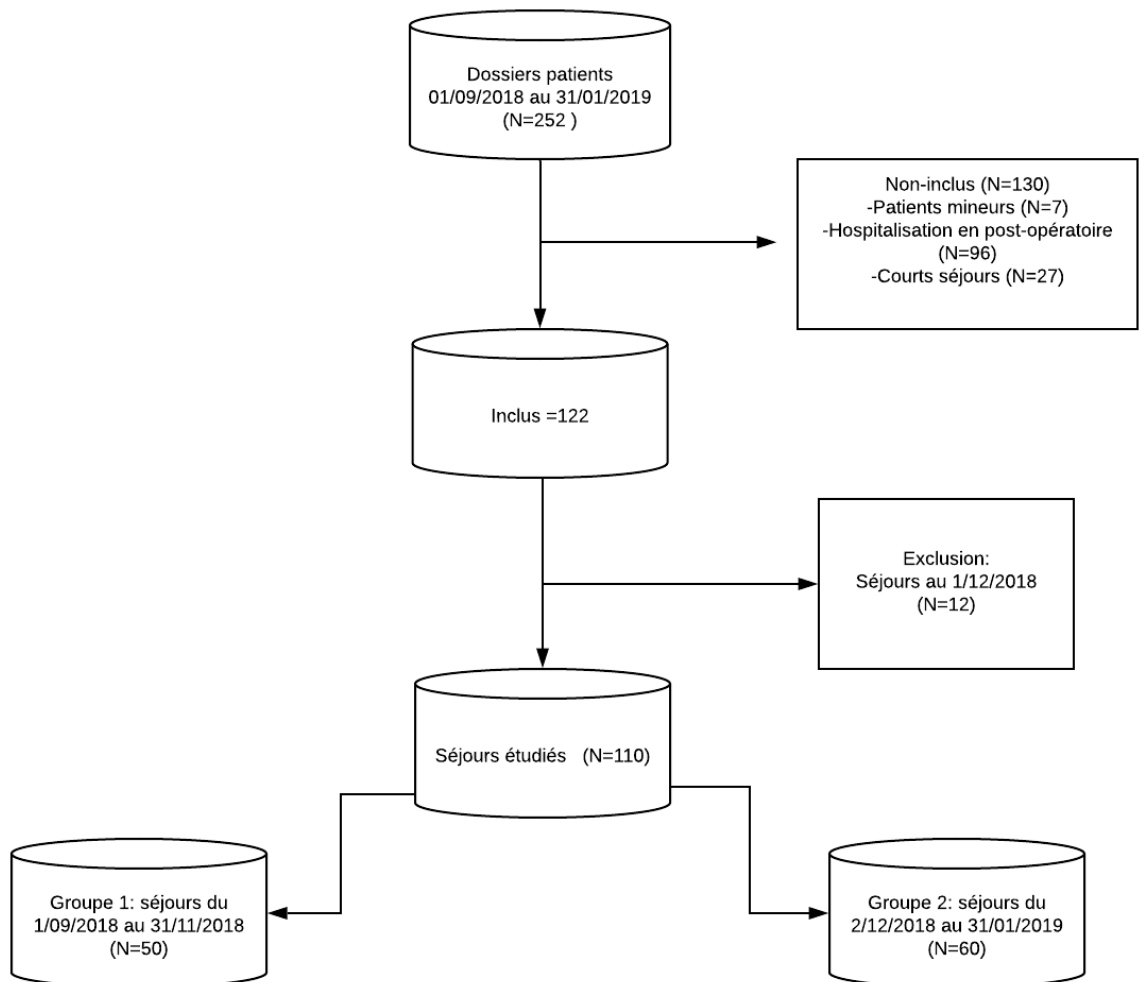 Dossiers patients
01/09/2018 au 31/01/2019
(N=252 )
Non-inclus (N=130)
-Patients mineurs (N=7)
-Hospitalisation en post-opératoire
(N=96)
-Courts séjours (N=27)
Inclus =122
Exclusion:
Séjours au 1/12/2018
(N=12)
Séjours étudiés (N=110)
Groupe 1: séjours du
1/09/2018 au 31/11/2018
(N=50)
Groupe 2: séjours du
2/12/2018 au 31/01/2019
(N=60)